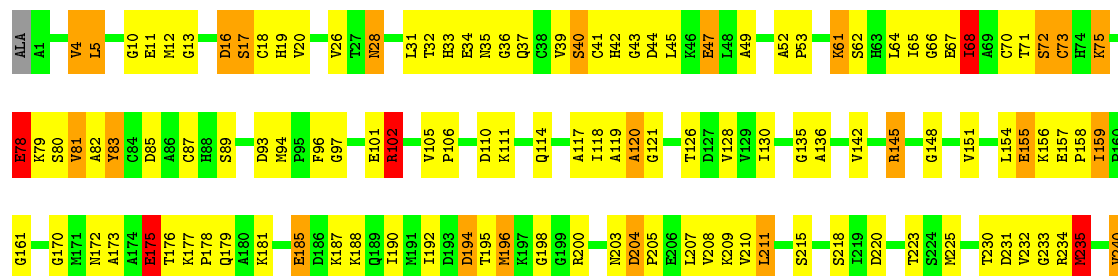 ALA A1 V4 L5 G10 E11 M12 G13 D16 S17 C18 H19 V20 V26 T27 N28 L31 T32 H33 E34 N35 G36 Q37 C38 V39 S40 C41 H42 G43 D44 L45 K46 E47 L48 A49 A52 P53 K61 S62 H63 L64 I65 G66 E67 I68 A69 C70 T71 S72 C73 H74 K75
E78 K79 S80 V81 A82 Y83 C84 D85 A86 C87 H88 S89 D93 M94 P95 F96 G97 E101 R102 V105 P106 D110 K111 Q114 A117 I118 A119 A120 G121 T126 D127 V128 V129 I130 G135 A136 V142 R145 G148 V151 L154 E155 K156 E157 P158 I159 P160
G161 G170 M171 N172 A173 A174 E175 T176 K177 P178 Q179 A180 K181 E185 D186 K187 K188 Q189 I190 M191 I192 D193 D194 T195 M196 K197 G198 G199 R200 N203 D204 P205 E206 L207 V208 K209 V210 L211 S215 S218 I219 D220 T223 S224 M225 T230 D231 V232 G233 R234 M235